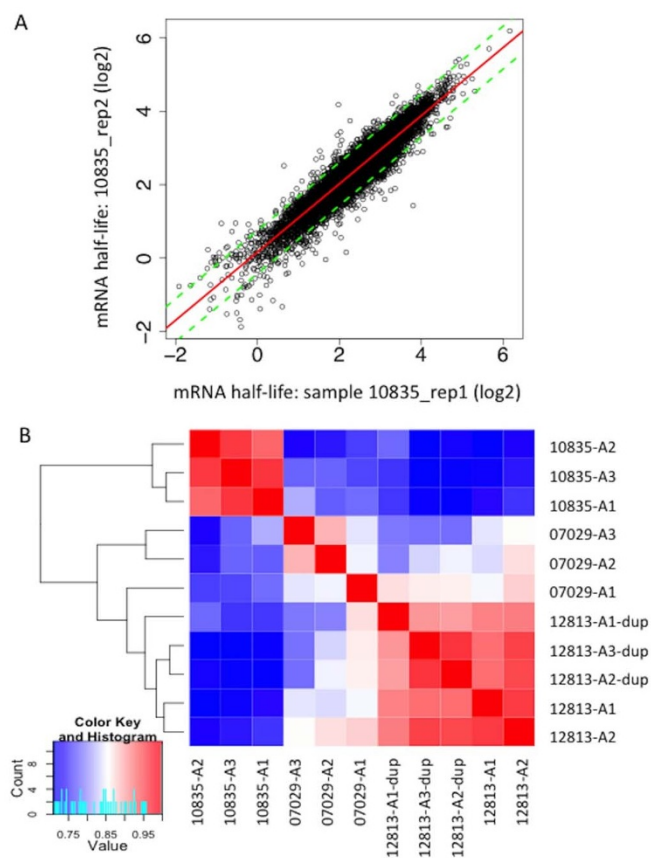 A
mRNA half-life: 10835_rep2 (log2)
6
4
2
0
−2
−2 0 2 4 6
mRNA half-life: sample 10835_rep1 (log2)
B
10835-A2
10835-A3
10835-A1
07029-A3
07029-A2
07029-A1
12813-A1-dup
12813-A3-dup
12813-A2-dup
12813-A1
12813-A2
Color Key
and Histogram
Count
8
4
0
0.75 0.85 0.95
Value
10835-A2
10835-A3
10835-A1
07029-A3
07029-A2
07029-A1
12813-A1-dup
12813-A3-dup
12813-A2-dup
12813-A1
12813-A2